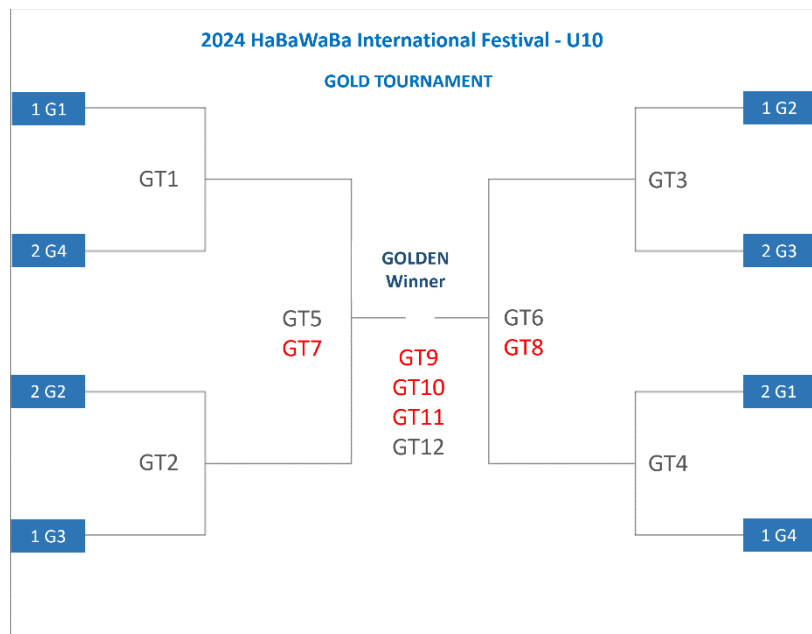 2024 HaBaWaBa International Festival - U10
GOLD TOURNAMENT
1 G1
1 G2
GT1
GT3
2 G4
2 G3
GOLDEN
Winner
GT5
GT6
GT7
GT8
GT9
GT10
GT11
GT12
2 G2
2 G1
GT2
GT4
1 G3
1 G4